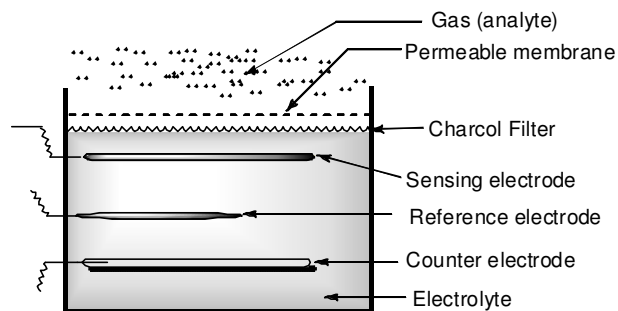 Gas (analyte)
Permeable membrane
Charcol Filter
Sensing electrode
Reference electrode
Counter electrode
Electrolyte